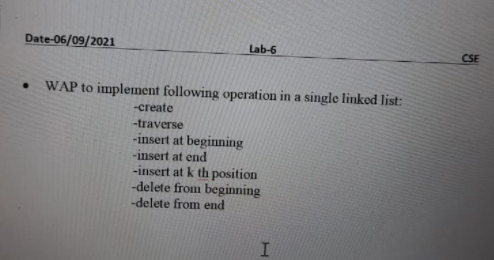 Date-06/09/2021
Lab-6
CSE
• WAP to implement following operation in a single linked list:
-create
-traverse
-insert at beginning
-insert at end
-insert at k th position
-delete from beginning
-delete from end